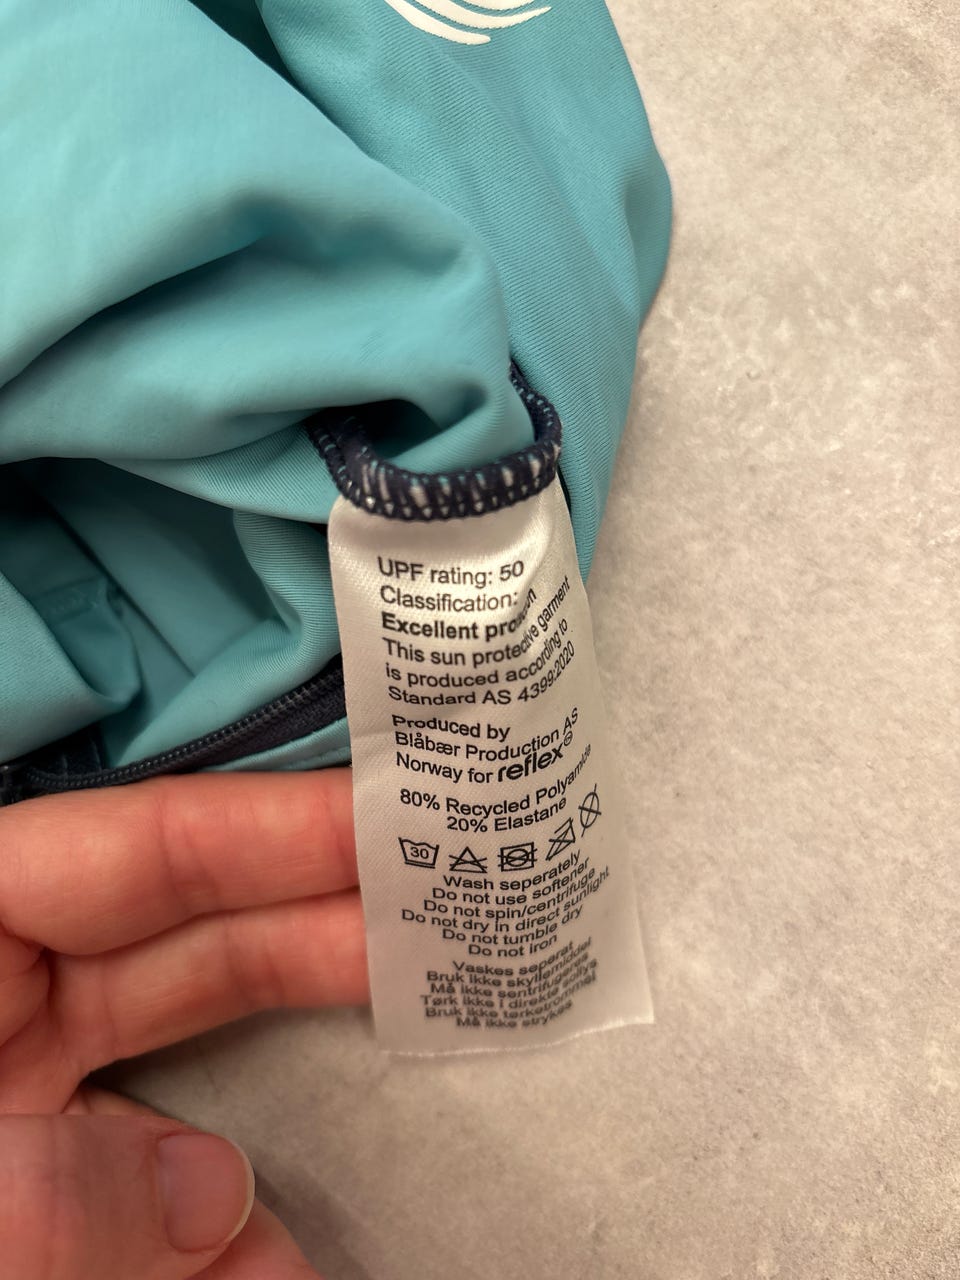 UPF rating: 50
Classification:
Excellent protection
This sun protective garment
is produced according to
Standard AS 4399:2020
Produced by
Blåbær Production AS
Norway for reflex
80% Recycled Polyamide
20% Elastane
30
Wash seperately
Do not use softener
Do not spin/centrifuge
Do not dry in direct sunlight
Do not tumble dry
Do not iron
Vaskes seperat
Bruk ikke skyllemiddel
Må ikke sentrifugeres
Tørk ikke i direkte sollys
Bruk ikke tørketrommel
Må ikke strykes